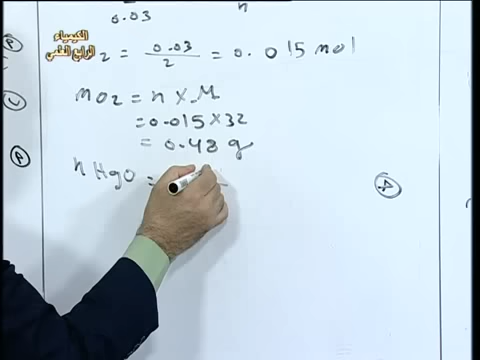 0.03
n
الكيمياء
الرابع العلمي
2 = 0.03 / 2 = 0.015 mol
mO2 = n × M
= 0.015 × 32
= 0.48 g
n HgO =
A